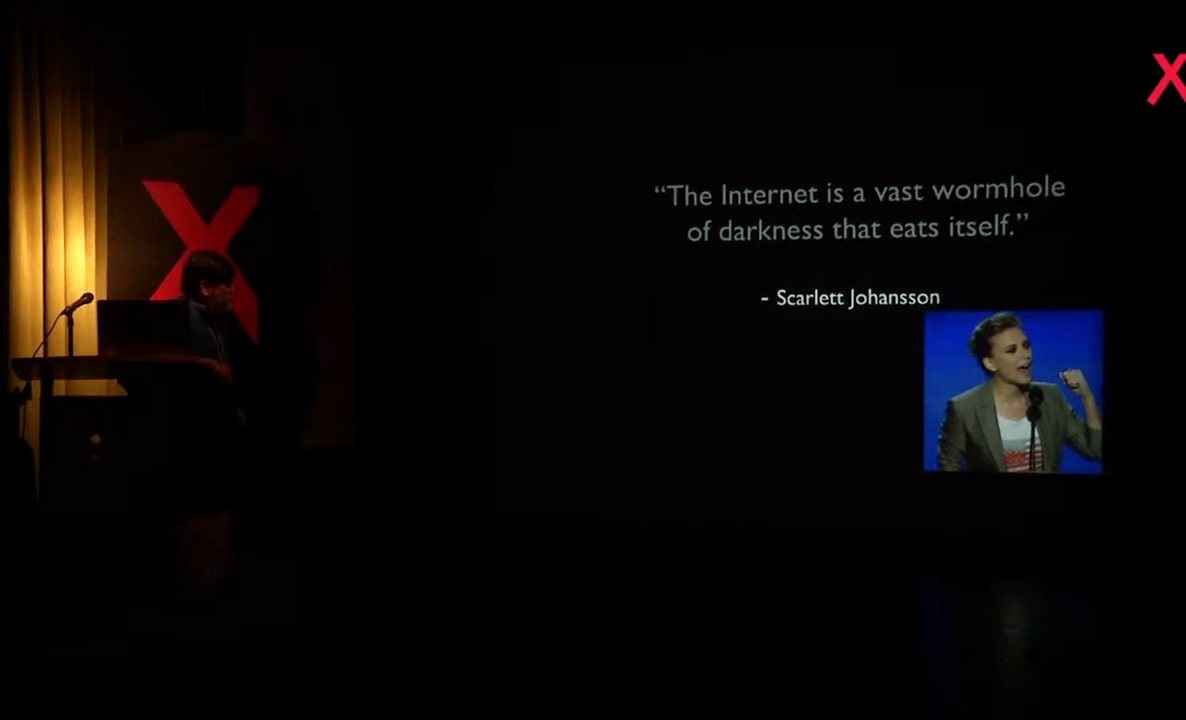 X
X
“The Internet is a vast wormhole
of darkness that eats itself.”
- Scarlett Johansson